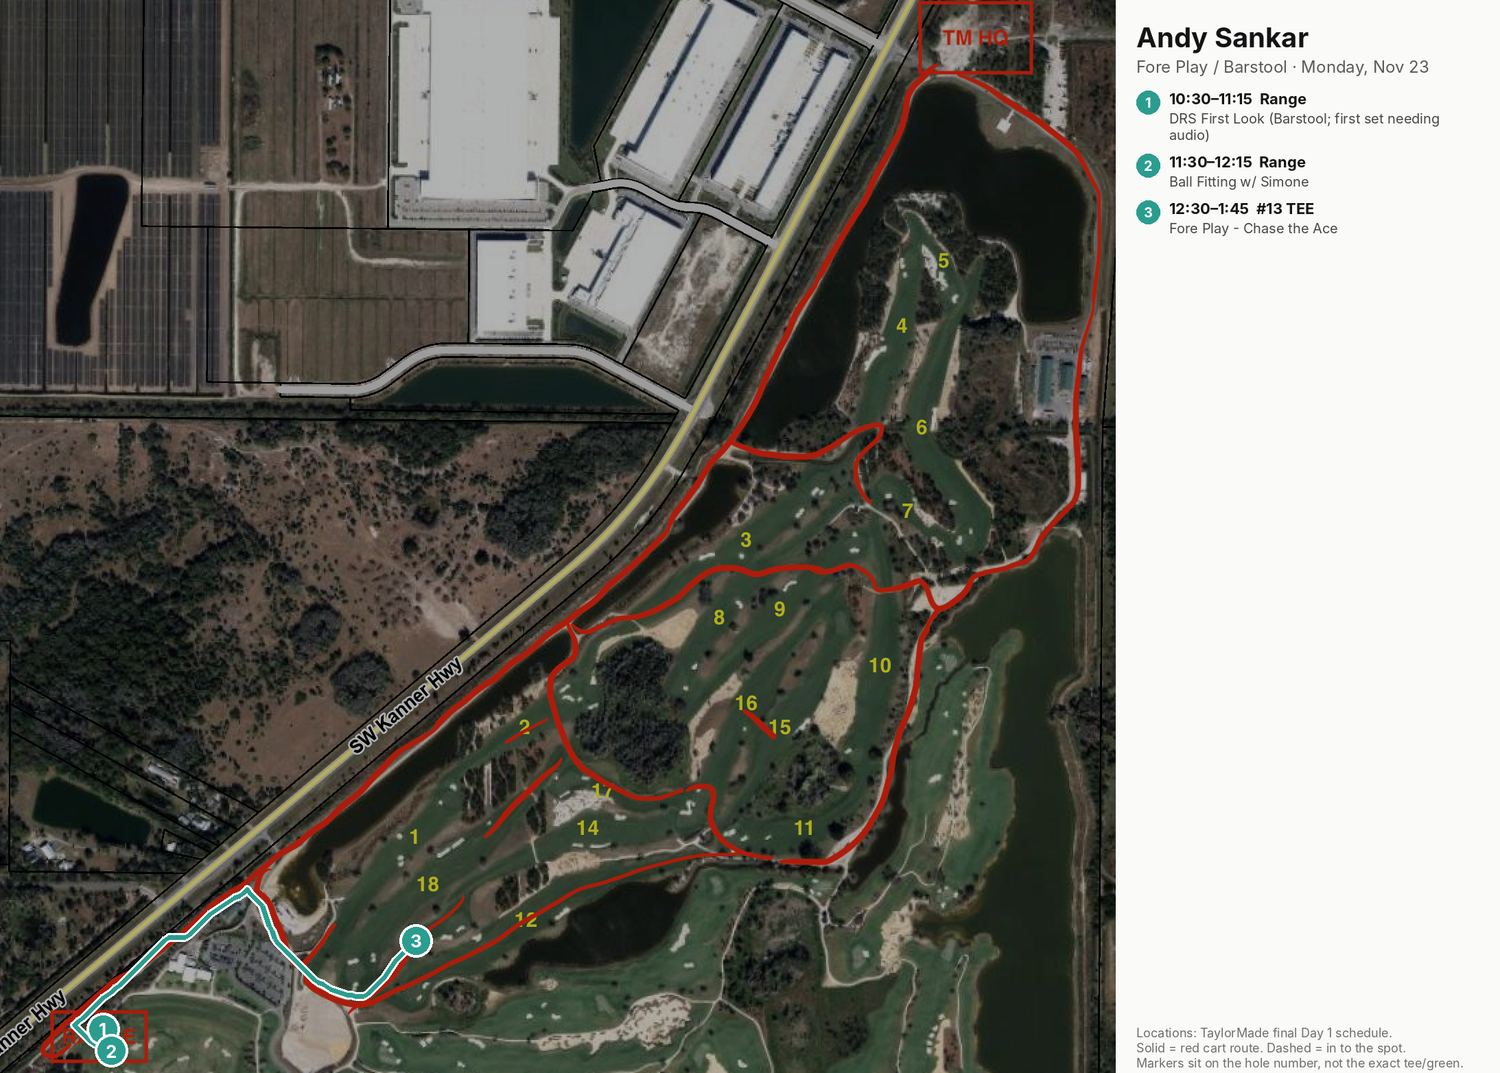 Andy Sankar
Fore Play / Barstool · Monday, Nov 23
1 10:30–11:15 Range
DRS First Look (Barstool; first set needing
audio)
2 11:30–12:15 Range
Ball Fitting w/ Simone
3 12:30–1:45 #13 TEE
Fore Play - Chase the Ace
TM HQ
5
4
6
7
3
8
9
10
16
15
2
17
14
11
1
18
12
3
SW Kanner Hwy
nner Hwy
1
2
Locations: TaylorMade final Day 1 schedule.
Solid = red cart route. Dashed = in to the spot.
Markers sit on the hole number, not the exact tee/green.